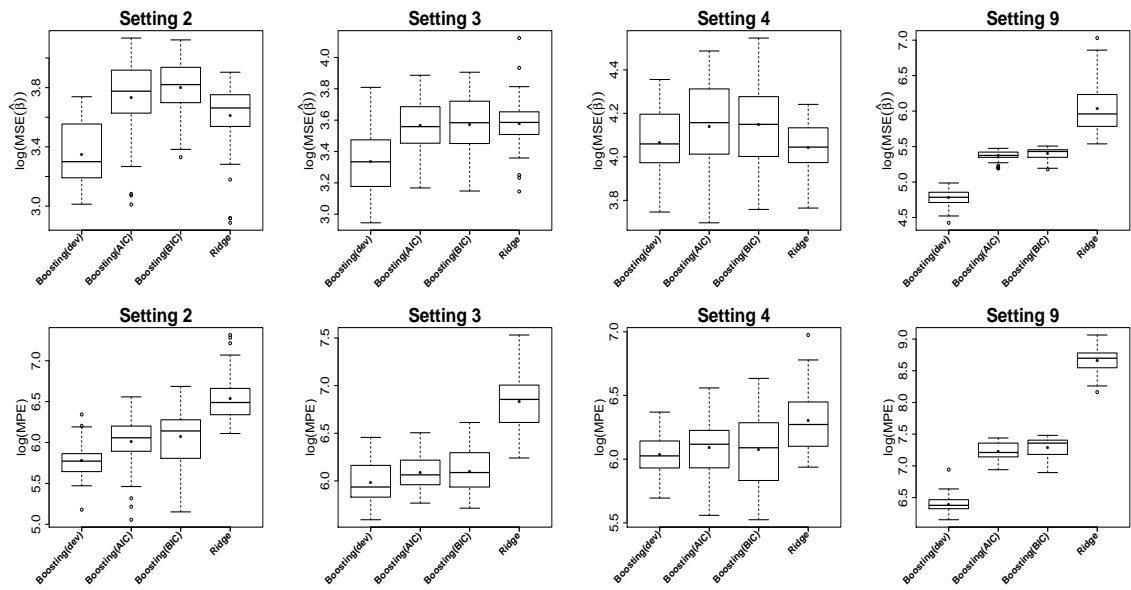 Setting 2
log(MSE(β̂))
3.0
3.4
3.8
Boosting(dev)
Boosting(AIC)
Boosting(BIC)
Ridge
Setting 3
log(MSE(β̂))
3.0
3.2
3.4
3.6
3.8
4.0
Boosting(dev)
Boosting(AIC)
Boosting(BIC)
Ridge
Setting 4
log(MSE(β̂))
3.8
4.0
4.2
4.4
Boosting(dev)
Boosting(AIC)
Boosting(BIC)
Ridge
Setting 9
log(MSE(β̂))
4.5
5.0
5.5
6.0
6.5
7.0
Boosting(dev)
Boosting(AIC)
Boosting(BIC)
Ridge
Setting 2
log(MPE)
5.0
5.5
6.0
6.5
7.0
Boosting(dev)
Boosting(AIC)
Boosting(BIC)
Ridge
Setting 3
log(MPE)
6.0
6.5
7.0
7.5
Boosting(dev)
Boosting(AIC)
Boosting(BIC)
Ridge
Setting 4
log(MPE)
5.5
6.0
6.5
7.0
Boosting(dev)
Boosting(AIC)
Boosting(BIC)
Ridge
Setting 9
log(MPE)
6.5
7.0
7.5
8.0
8.5
9.0
Boosting(dev)
Boosting(AIC)
Boosting(BIC)
Ridge